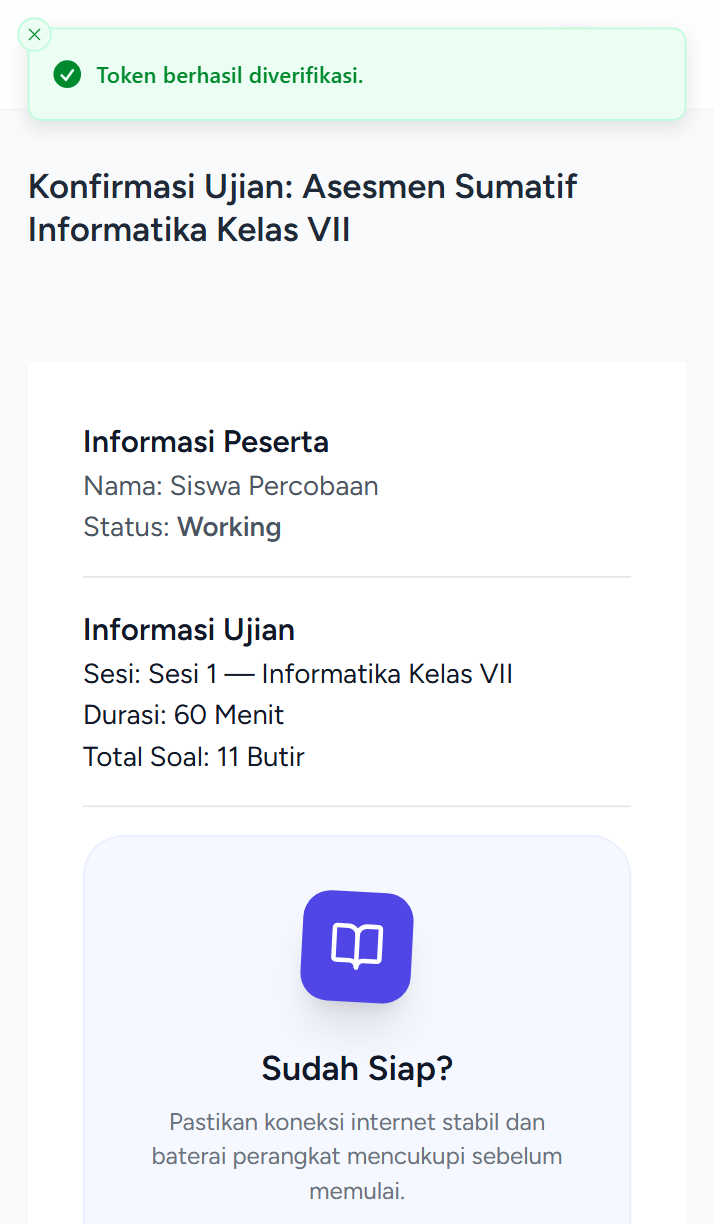 Token berhasil diverifikasi.
Konfirmasi Ujian: Asesmen Sumatif
Informatika Kelas VII
Informasi Peserta
Nama: Siswa Percobaan
Status: Working
Informasi Ujian
Sesi: Sesi 1 — Informatika Kelas VII
Durasi: 60 Menit
Total Soal: 11 Butir
Sudah Siap?
Pastikan koneksi internet stabil dan
baterai perangkat mencukupi sebelum
memulai.